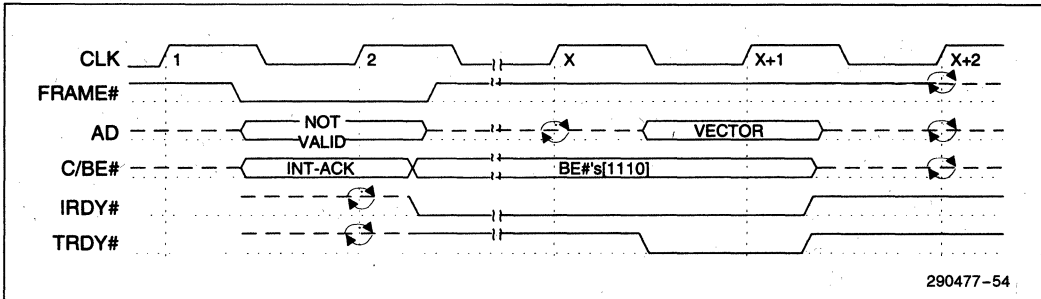 CLK 1 2 X X+1 X+2
FRAME#
AD NOT VALID VECTOR
C/BE# INT-ACK BE#'s[1110]
IRDY#
TRDY#
290477-54